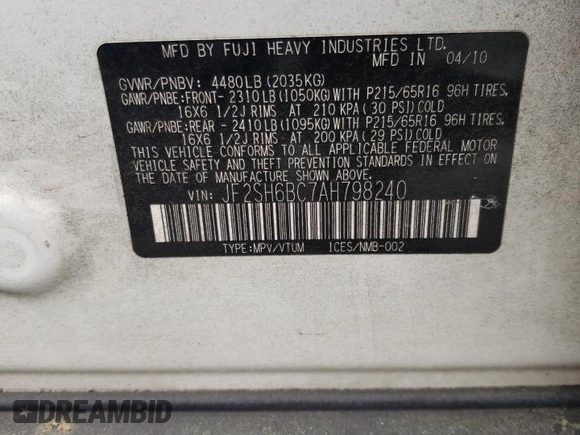 MFD BY FUJI HEAVY INDUSTRIES LTD.
MFD IN 04/10
GVWR/PNBV: 4480LB(2035KG)
GAWR/PNBE:FRONT- 2310LB(1050KG)WITH P215/65R16 96H TIRES,
16X6 1/2J RIMS AT 210 KPA(30 PSI)COLD
GAWR/PNBE:REAR - 2410LB(1095KG)WITH P215/65R16 96H TIRES,
16X6 1/2J RIMS AT 200 KPA(29 PSI)COLD
THIS VEHICLE CONFORMS TO ALL APPLICABLE FEDERAL MOTOR
VEHICLE SAFETY AND THEFT PREVENTION STANDARDS IN EFFECT
ON THE DATE OF MANUFACTURE SHOWN ABOVE.
VIN: JF2SH6BC7AH798240
TYPE:MPV/VTUM 1CES/NMB-002
DREAMBID